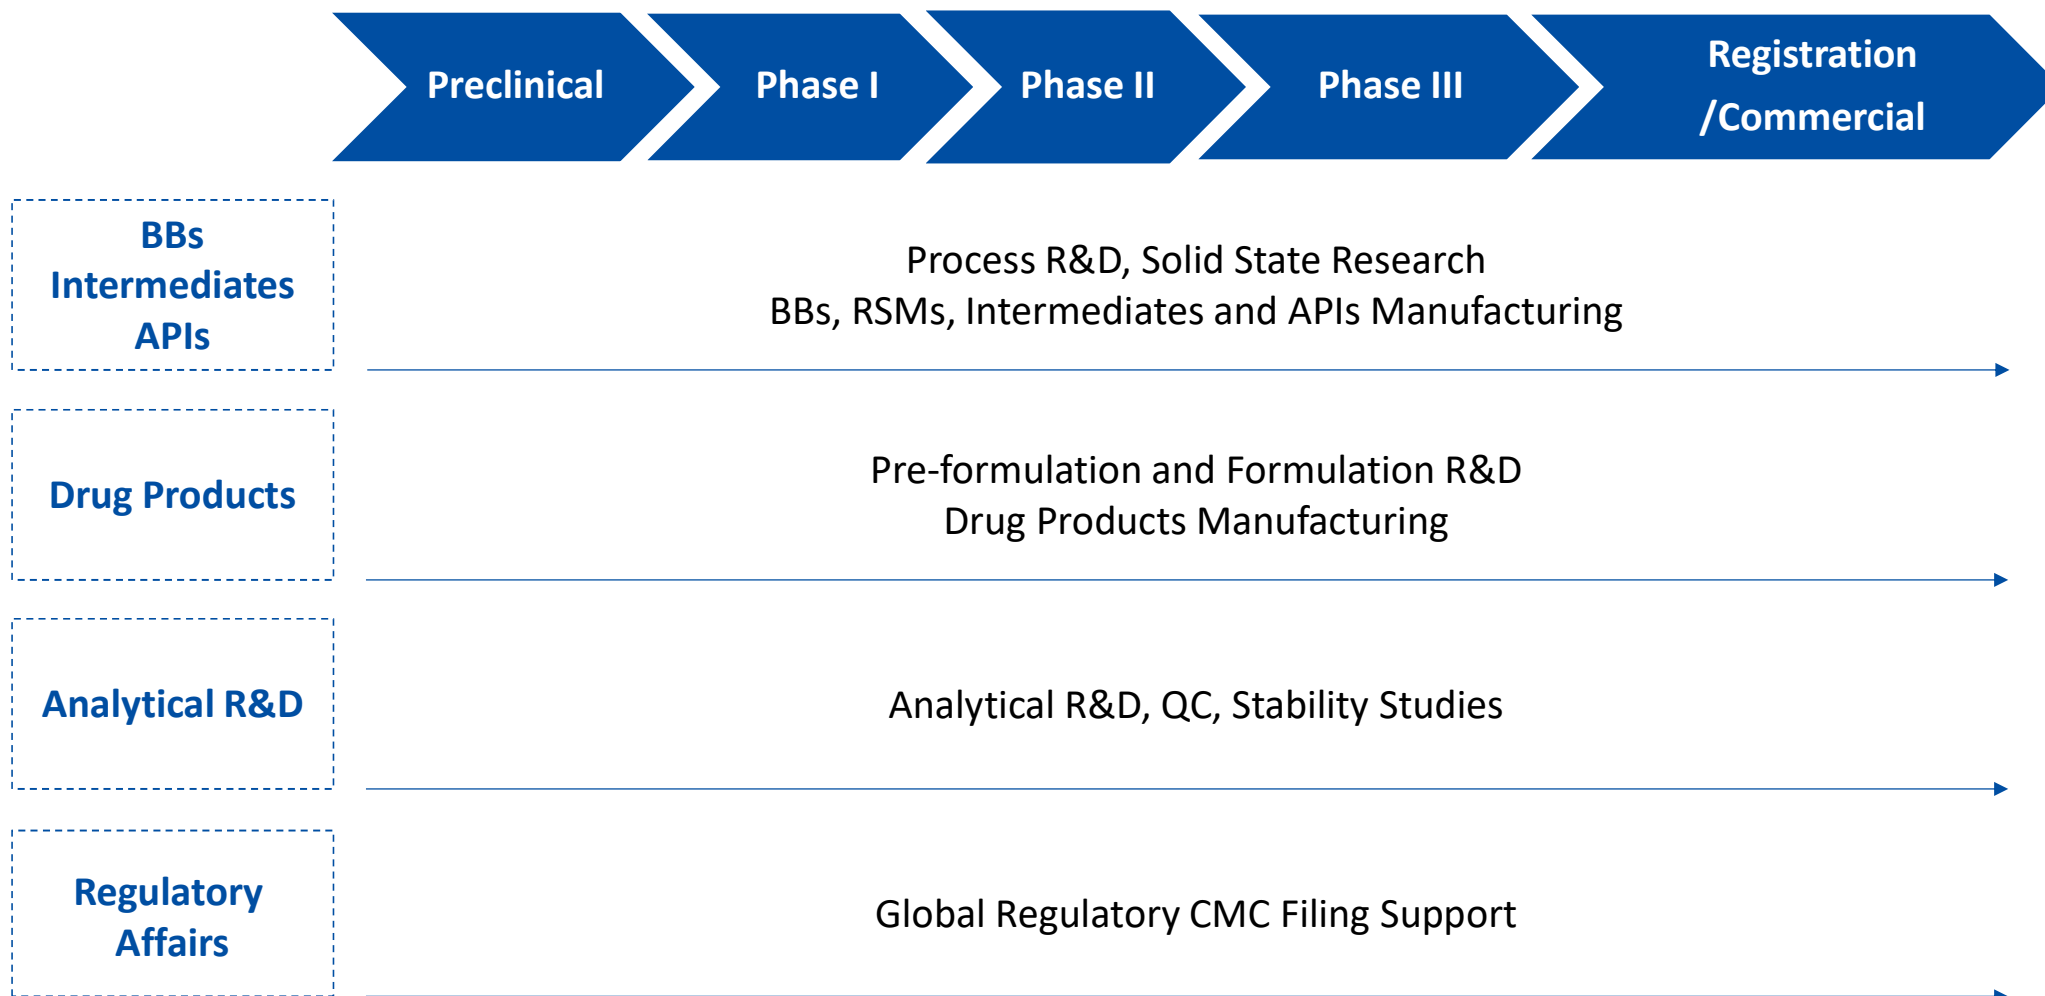 Preclinical
Phase I
Phase II
Phase III
Registration
/Commercial
BBs
Intermediates
APIs
Process R&D, Solid State Research
BBs, RSMs, Intermediates and APIs Manufacturing
Drug Products
Pre-formulation and Formulation R&D
Drug Products Manufacturing
Analytical R&D
Analytical R&D, QC, Stability Studies
Regulatory
Affairs
Global Regulatory CMC Filing Support